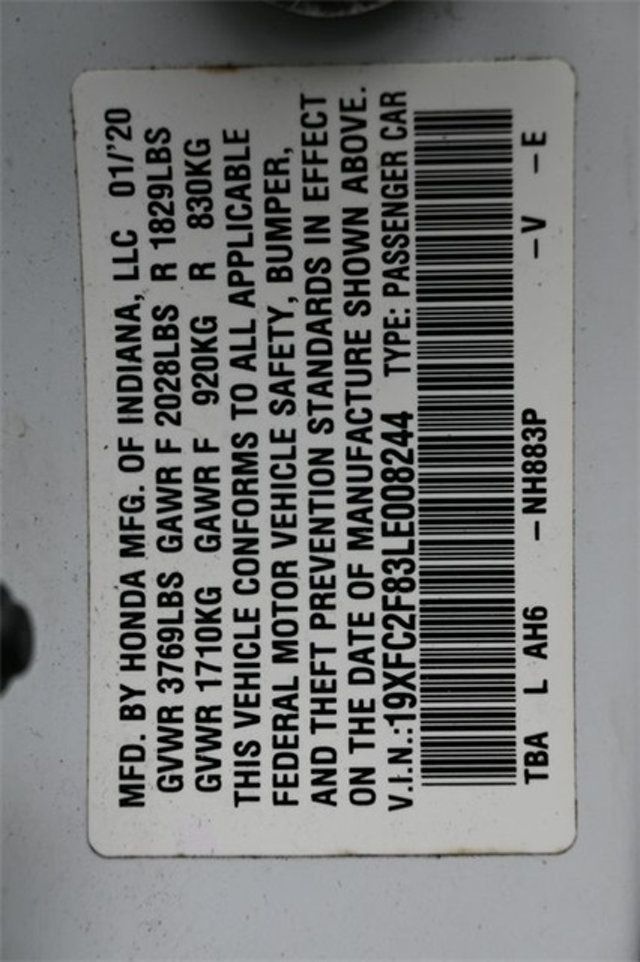 MFD. BY HONDA MFG. OF INDIANA, LLC 01/'20
GVWR 3769LBS GAWR F 2028LBS R 1829LBS
GVWR 1710KG GAWR F 920KG R 830KG
THIS VEHICLE CONFORMS TO ALL APPLICABLE
FEDERAL MOTOR VEHICLE SAFETY, BUMPER,
AND THEFT PREVENTION STANDARDS IN EFFECT
ON THE DATE OF MANUFACTURE SHOWN ABOVE.
V.I.N.:19XFC2F83LE008244 TYPE: PASSENGER CAR
TBA L AH6 – NH883P – V – E